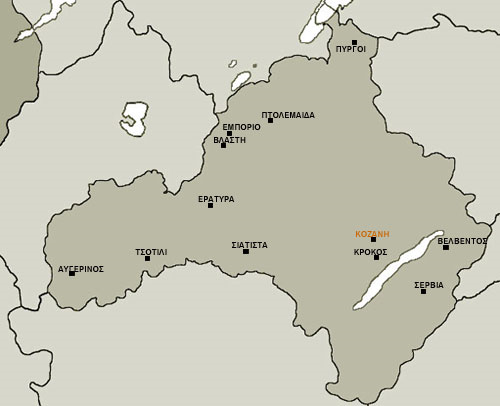 ΠΥΡΓΟΙ
ΠΤΟΛΕΜΑΙΔΑ
ΕΜΠΟΡΙΟ
ΒΛΑΣΤΗ
ΕΡΑΤΥΡΑ
ΚΟΖΑΝΗ
ΒΕΛΒΕΝΤΟΣ
ΣΙΑΤΙΣΤΑ
ΤΣΟΤΙΛΙ
ΚΡΟΚΟΣ
ΑΥΓΕΡΙΝΟΣ
ΣΕΡΒΙΑ